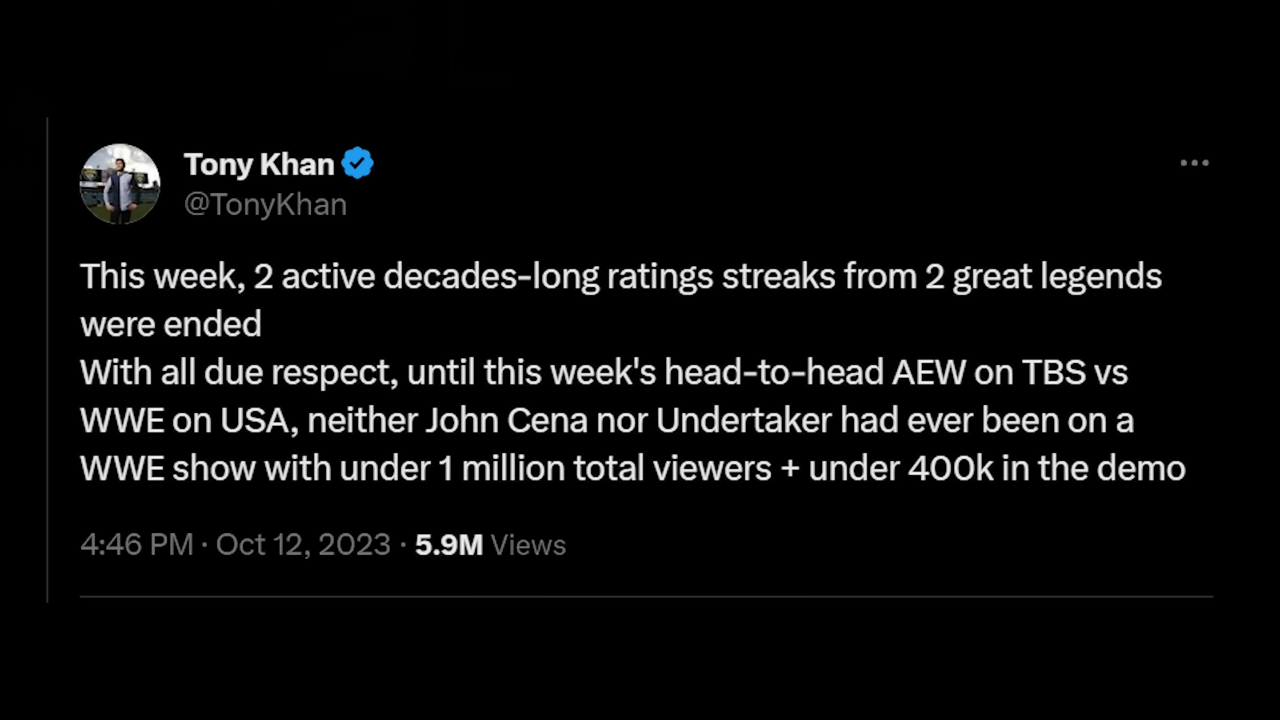 Tony Khan
@TonyKhan
This week, 2 active decades-long ratings streaks from 2 great legends
were ended
With all due respect, until this week's head-to-head AEW on TBS vs
WWE on USA, neither John Cena nor Undertaker had ever been on a
WWE show with under 1 million total viewers + under 400k in the demo
4:46 PM · Oct 12, 2023 · 5.9M Views